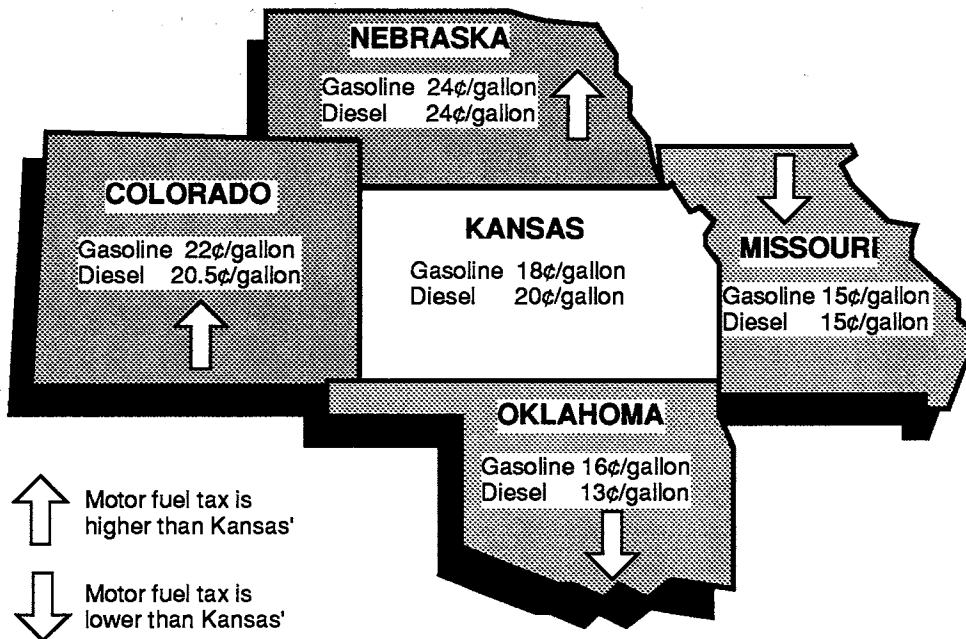 NEBRASKA
Gasoline 24¢/gallon
Diesel 24¢/gallon
COLORADO
Gasoline 22¢/gallon
Diesel 20.5¢/gallon
KANSAS
Gasoline 18¢/gallon
Diesel 20¢/gallon
MISSOURI
Gasoline 15¢/gallon
Diesel 15¢/gallon
OKLAHOMA
Gasoline 16¢/gallon
Diesel 13¢/gallon
Motor fuel tax is
higher than Kansas'
Motor fuel tax is
lower than Kansas'